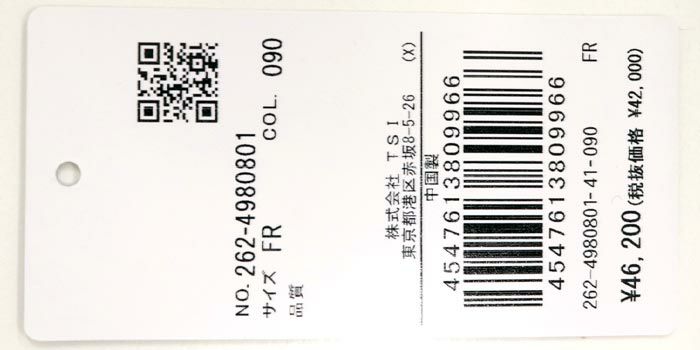 NO. 262-4980801
サイズ FR COL. 090
品質
株式会社 TSI
東京都港区赤坂8-5-26 (X)
中国製
4547613809966
4547613809966
262-4980801-41-090 FR
¥46,200(税抜価格 ¥42,000)